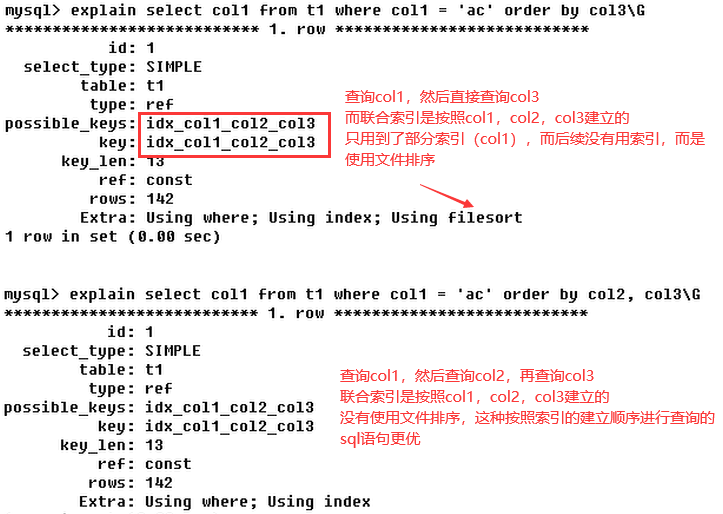 mysql> explain select col1 from t1 where col1 = 'ac' order by col3\G
*************************** 1. row ***************************
id: 1
select_type: SIMPLE
table: t1
type: ref
possible_keys: idx_col1_col2_col3
key: idx_col1_col2_col3
key_len: 13
ref: const
rows: 142
Extra: Using where; Using index; Using filesort
1 row in set (0.00 sec)
查询col1，然后直接查询col3
而联合索引是按照col1，col2，col3建立的
只用到了部分索引（col1），而后续没有用索引，而是
使用文件排序
mysql> explain select col1 from t1 where col1 = 'ac' order by col2, col3\G
*************************** 1. row ***************************
id: 1
select_type: SIMPLE
table: t1
type: ref
possible_keys: idx_col1_col2_col3
key: idx_col1_col2_col3
key_len: 13
ref: const
rows: 142
Extra: Using where; Using index
查询col1，然后查询col2，再查询col3
联合索引是按照col1，col2，col3建立的
没有使用文件排序，这种按照索引的建立顺序进行查询的
sql语句更优